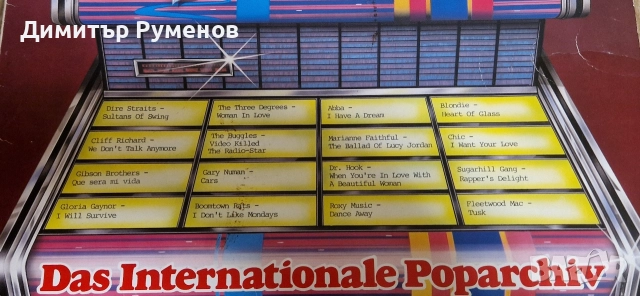 Димитър Руменов
Dire Straits -
Sultans Of Swing
The Three Degrees -
Woman In Love
Abba -
I Have A Dream
Blondie -
Heart Of Glass
Cliff Richard -
We Don't Talk Anymore
The Buggles -
Video Killed
The Radio-Star
Marianne Faithful -
The Ballad Of Lucy Jordan
Chic -
I Want Your Love
Gibson Brothers -
Que sera mi vida
Gary Numan -
Cars
Dr. Hook -
When You're In Love With
A Beautiful Woman
Sugarhill Gang -
Rapper's Delight
Gloria Gaynor -
I Will Survive
Boomtown Rats -
I Don't Like Mondays
Roxy Music -
Dance Away
Fleetwood Mac -
Tusk
Das Internationale Poparchiv